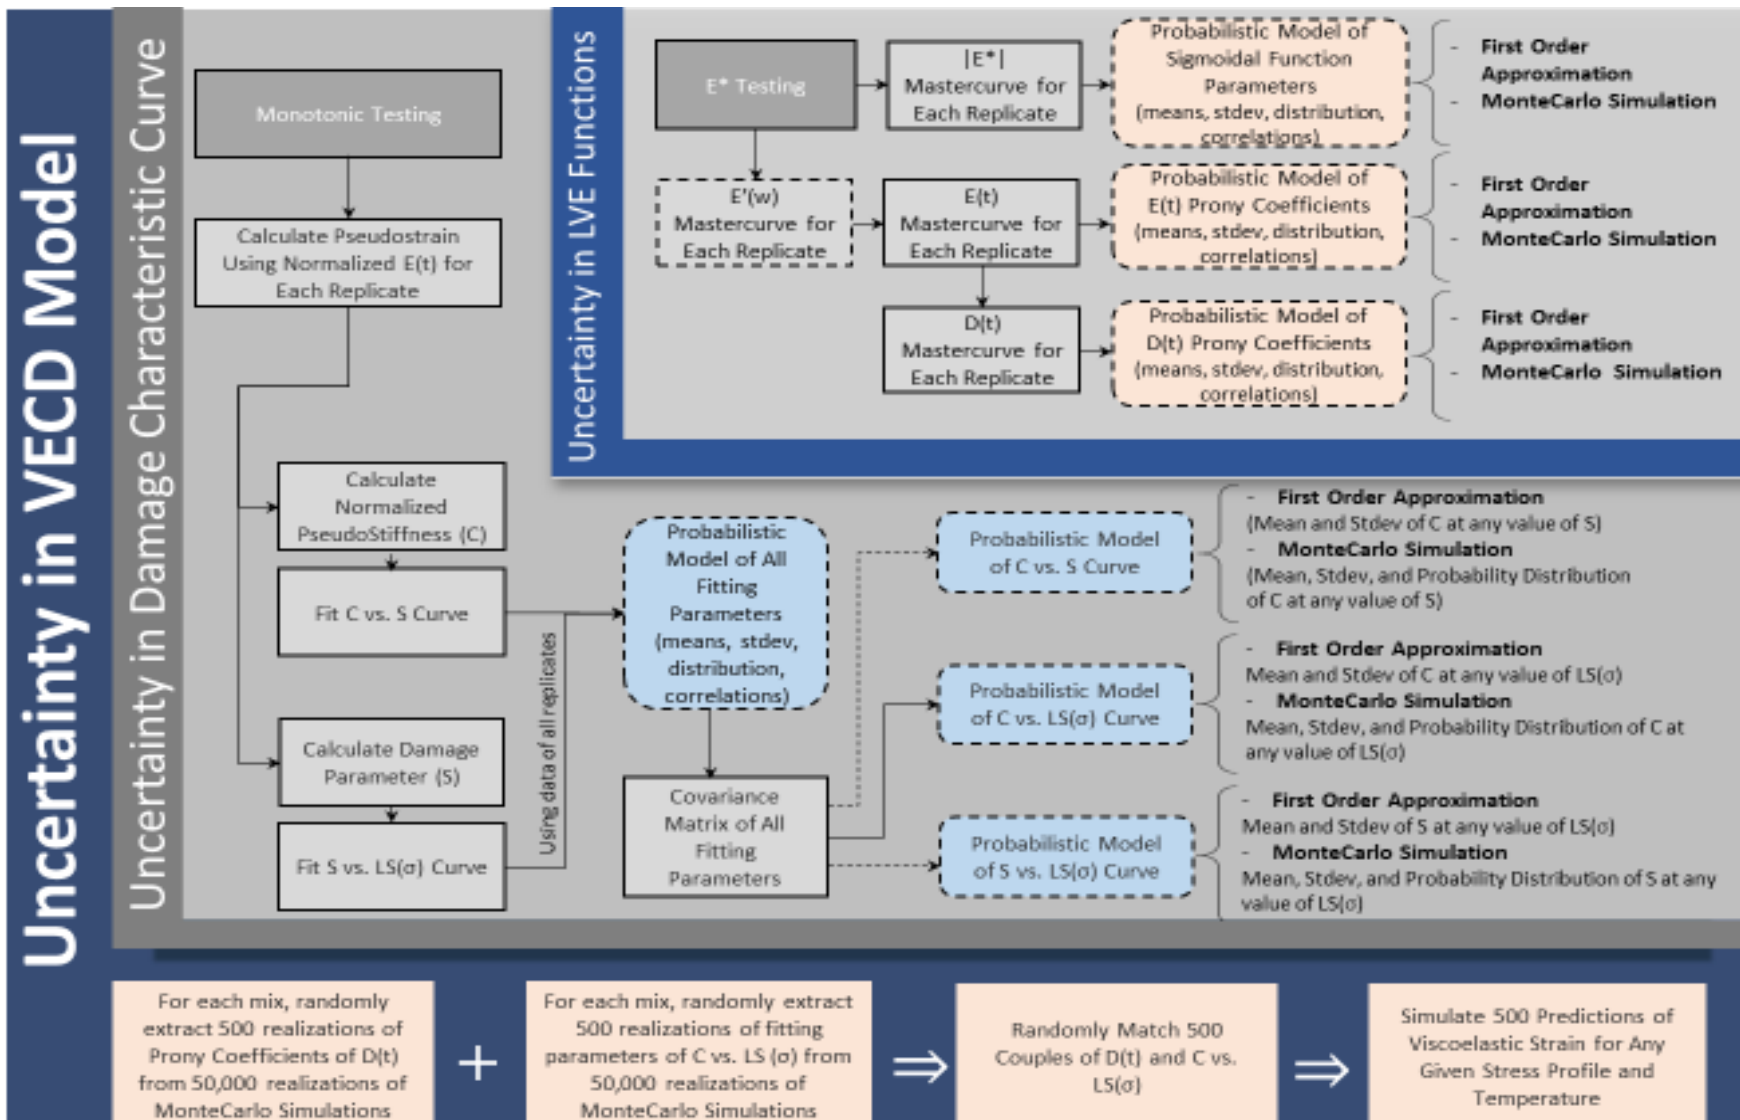 Uncertainty in VECD Model
Uncertainty in Damage Characteristic Curve
Monotonic Testing
Calculate Pseudostrain
Using Normalized E(t) for
Each Replicate
Calculate
Normalized
PseudoStiffness (C)
Fit C vs. S Curve
Calculate Damage
Parameter (S)
Fit S vs. LS(σ) Curve
Using data of all replicates
Probabilistic
Model of All
Fitting
Parameters
(means, stdev,
distribution,
correlations)
Covariance
Matrix of All
Fitting
Parameters
Probabilistic Model
of C vs. S Curve
- First Order Approximation
(Mean and Stdev of C at any value of S)
- MonteCarlo Simulation
(Mean, Stdev, and Probability Distribution
of C at any value of S)
Probabilistic Model
of C vs. LS(σ) Curve
- First Order Approximation
Mean and Stdev of C at any value of LS(σ)
- MonteCarlo Simulation
Mean, Stdev, and Probability Distribution of C at
any value of LS(σ)
Probabilistic Model
of S vs. LS(σ) Curve
- First Order Approximation
Mean and Stdev of S at any value of LS(σ)
- MonteCarlo Simulation
Mean, Stdev, and Probability Distribution of S at any
value of LS(σ)
Uncertainty in LVE Functions
E* Testing
|E*|
Mastercurve for
Each Replicate
Probabilistic Model of
Sigmoidal Function
Parameters
(means, stdev, distribution,
correlations)
- First Order
Approximation
- MonteCarlo Simulation
E'(w)
Mastercurve for
Each Replicate
E(t)
Mastercurve for
Each Replicate
Probabilistic Model of
E(t) Prony Coefficients
(means, stdev, distribution,
correlations)
- First Order
Approximation
- MonteCarlo Simulation
D(t)
Mastercurve for
Each Replicate
Probabilistic Model of
D(t) Prony Coefficients
(means, stdev, distribution,
correlations)
- First Order
Approximation
- MonteCarlo Simulation
For each mix, randomly
extract 500 realizations of
Prony Coefficients of D(t)
from 50,000 realizations of
MonteCarlo Simulations
+
For each mix, randomly extract
500 realizations of fitting
parameters of C vs. LS (σ) from
50,000 realizations of
MonteCarlo Simulations
⇒
Randomly Match 500
Couples of D(t) and C vs.
LS(σ)
⇒
Simulate 500 Predictions of
Viscoelastic Strain for Any
Given Stress Profile and
Temperature